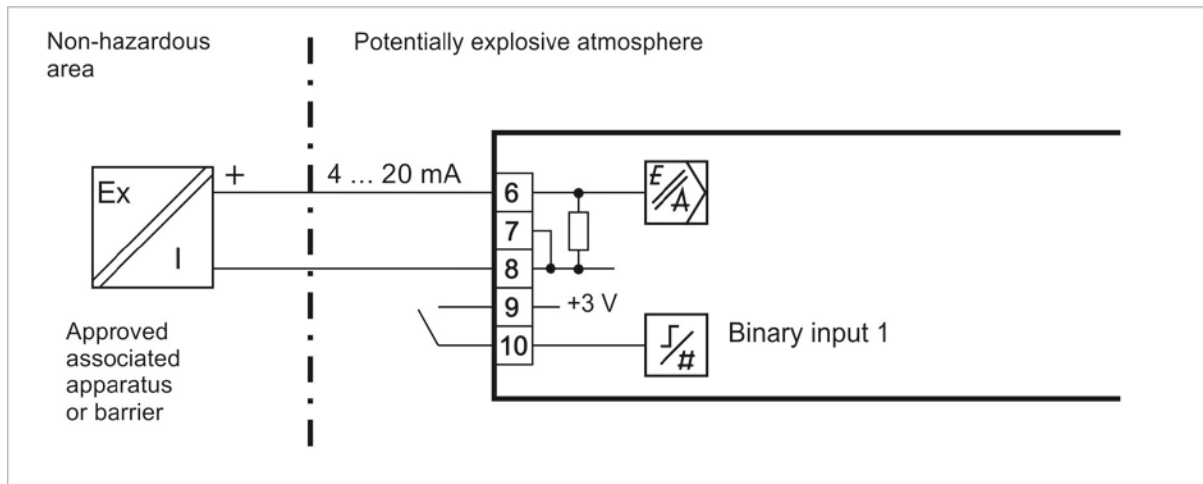 Non-hazardous
area
Potentially explosive atmosphere
Ex
I
+
4 ... 20 mA
6
7
8
9
10
E
A
+3 V
#
Binary input 1
Approved
associated
apparatus
or barrier